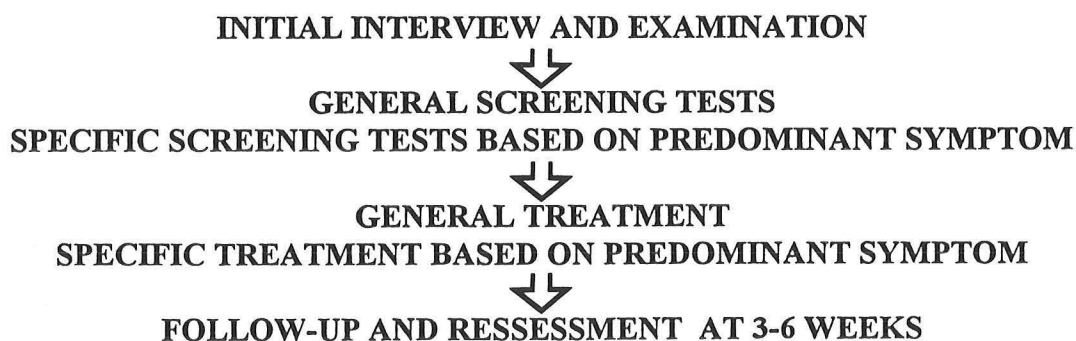 INITIAL INTERVIEW AND EXAMINATION
GENERAL SCREENING TESTS
SPECIFIC SCREENING TESTS BASED ON PREDOMINANT SYMPTOM
GENERAL TREATMENT
SPECIFIC TREATMENT BASED ON PREDOMINANT SYMPTOM
FOLLOW-UP AND RESSESSMENT AT 3-6 WEEKS